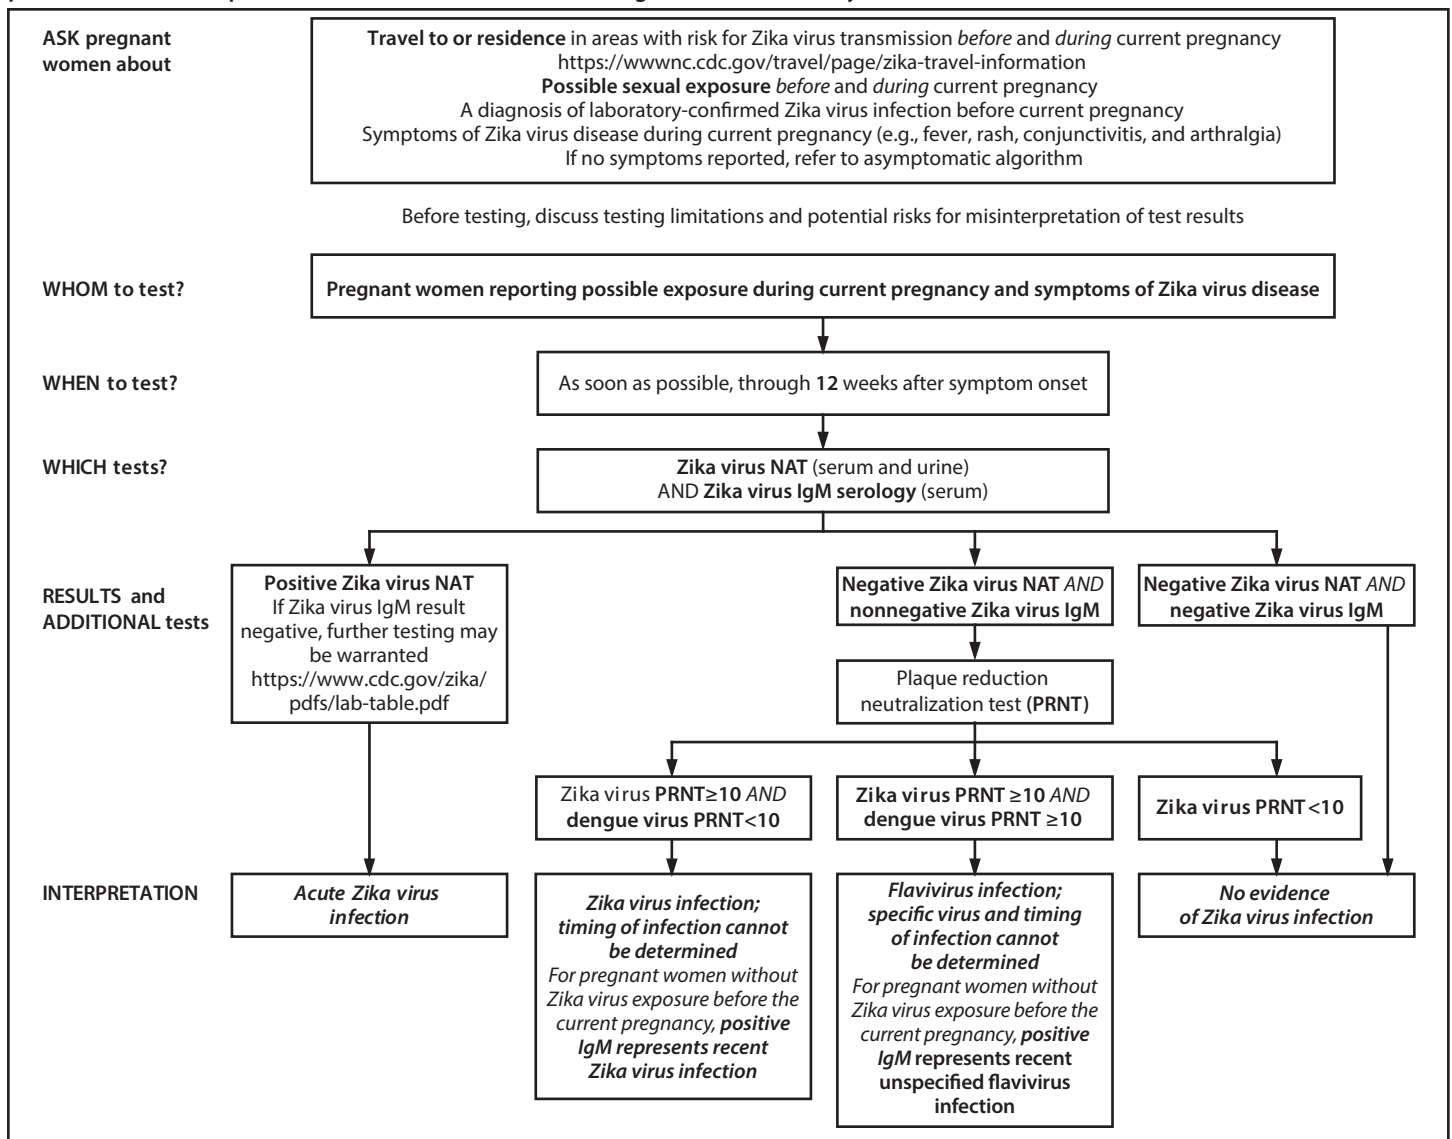 ASK pregnant
women about
Travel to or residence in areas with risk for Zika virus transmission before and during current pregnancy
https://wwwnc.cdc.gov/travel/page/zika-travel-information
Possible sexual exposure before and during current pregnancy
A diagnosis of laboratory-confirmed Zika virus infection before current pregnancy
Symptoms of Zika virus disease during current pregnancy (e.g., fever, rash, conjunctivitis, and arthralgia)
If no symptoms reported, refer to asymptomatic algorithm
Before testing, discuss testing limitations and potential risks for misinterpretation of test results
WHOM to test?
Pregnant women reporting possible exposure during current pregnancy and symptoms of Zika virus disease
WHEN to test?
As soon as possible, through 12 weeks after symptom onset
WHICH tests?
Zika virus NAT (serum and urine)
AND Zika virus IgM serology (serum)
RESULTS and
ADDITIONAL tests
Positive Zika virus NAT
If Zika virus IgM result
negative, further testing may
be warranted
https://www.cdc.gov/zika/
pdfs/lab-table.pdf
Negative Zika virus NAT AND
nonnegative Zika virus IgM
Negative Zika virus NAT AND
negative Zika virus IgM
Plaque reduction
neutralization test (PRNT)
Zika virus PRNT≥10 AND
dengue virus PRNT<10
Zika virus PRNT ≥10 AND
dengue virus PRNT ≥10
Zika virus PRNT<10
INTERPRETATION
Acute Zika virus
infection
Zika virus infection;
timing of infection cannot
be determined
For pregnant women without
Zika virus exposure before the
current pregnancy, positive
IgM represents recent
Zika virus infection
Flavivirus infection;
specific virus and timing
of infection cannot
be determined
For pregnant women without
Zika virus exposure before the
current pregnancy, positive
IgM represents recent
unspecified flavivirus
infection
No evidence
of Zika virus infection